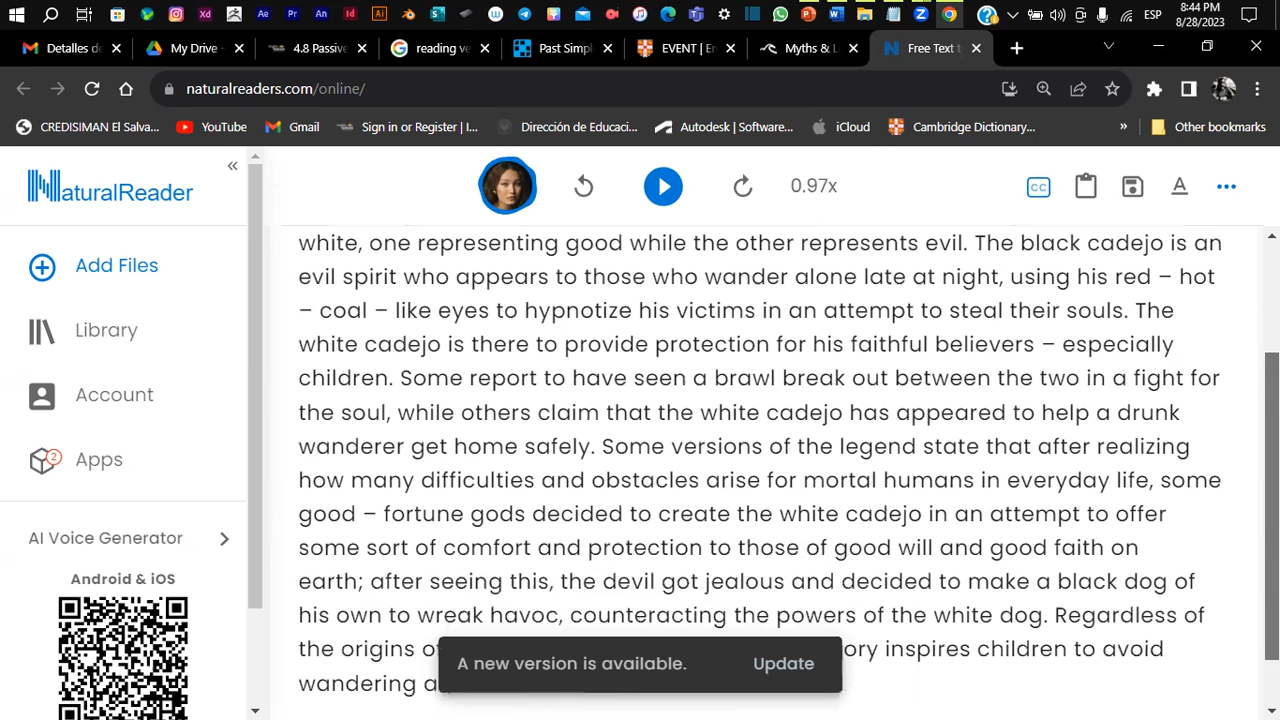 8:44 PM
ESP
8/28/2023
Detalles de
My Drive -
4.8 Passive
reading ve
Past Simpl
EVENT | En
Myths & L
Free Text
naturalreaders.com/online/
CREDISIMAN El Salva...
YouTube
Gmail
Sign in or Register | I...
Dirección de Educaci...
Autodesk | Software...
iCloud
Cambridge Dictionary...
»
Other bookmarks
NaturalReader
«
0.97x
CC
A
Add Files
Library
Account
2
Apps
AI Voice Generator
Android & iOS
white, one representing good while the other represents evil. The black cadejo is an
evil spirit who appears to those who wander alone late at night, using his red – hot
– coal – like eyes to hypnotize his victims in an attempt to steal their souls. The
white cadejo is there to provide protection for his faithful believers – especially
children. Some report to have seen a brawl break out between the two in a fight for
the soul, while others claim that the white cadejo has appeared to help a drunk
wanderer get home safely. Some versions of the legend state that after realizing
how many difficulties and obstacles arise for mortal humans in everyday life, some
good – fortune gods decided to create the white cadejo in an attempt to offer
some sort of comfort and protection to those of good will and good faith on
earth; after seeing this, the devil got jealous and decided to make a black dog of
his own to wreak havoc, counteracting the powers of the white dog. Regardless of
the origins ory inspires children to avoid
wandering
A new version is available. Update